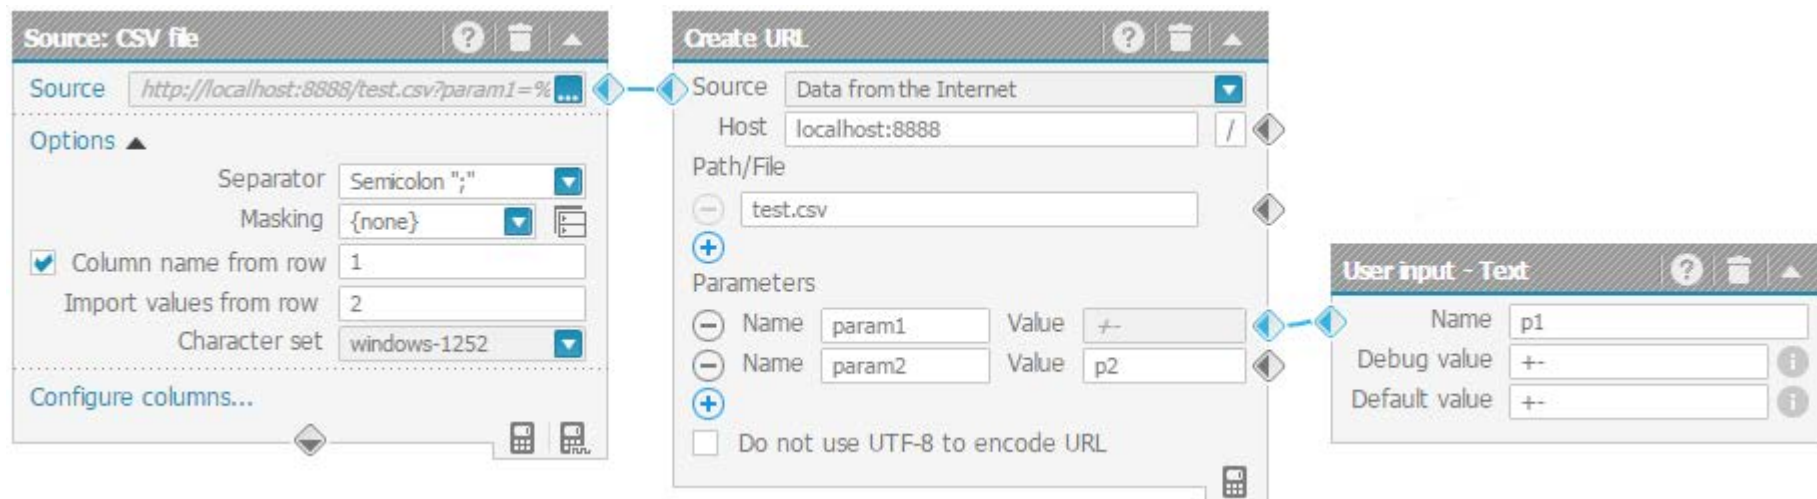 Source: CSV file
Source http://localhost:8888/test.csv?param1=% ...
Options
Separator Semicolon ";"
Masking {none}
Column name from row 1
Import values from row 2
Character set windows-1252
Configure columns...
Create URL
Source Data from the Internet
Host localhost:8888 /
Path/File
test.csv
Parameters
Name param1 Value +-
Name param2 Value p2
Do not use UTF-8 to encode URL
User input - Text
Name p1
Debug value +-
Default value +-